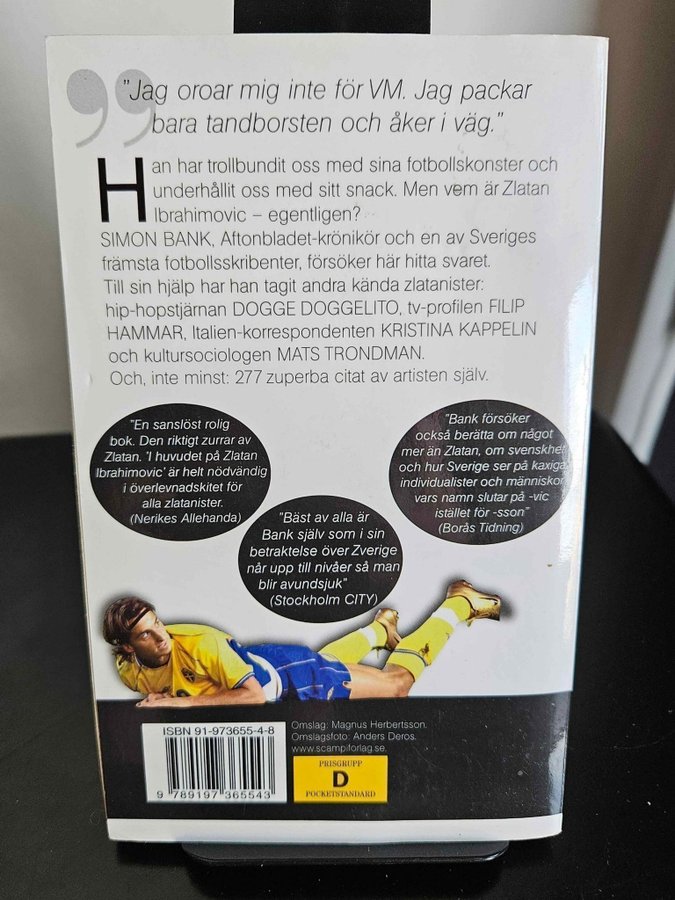 "Jag oroar mig inte för VM. Jag packar
bara tandborsten och åker i väg."
Han har trollbundit oss med sina fotbollskonster och
underhållit oss med sitt snack. Men vem är Zlatan
Ibrahimovic – egentligen?
SIMON BANK, Aftonbladet-krönikör och en av Sveriges
främsta fotbollsskribenter, försöker här hitta svaret.
Till sin hjälp har han tagit andra kända zlatanister:
hip-hopstjärnan DOGGE DOGGELITO, tv-profilen FILIP
HAMMAR, Italien-korrespondenten KRISTINA KAPPELIN
och kultursociologen MATS TRONDMAN.
Och, inte minst: 277 zuperba citat av artisten själv.
"En sanslöst rolig
bok. Den riktigt zurrar av
Zlatan. 'I huvudet på Zlatan
Ibrahimovic' är helt nödvändig
i överlevnadskitet för
alla zlatanister.
(Nerikes Allehanda)
"Bäst av alla är
Bank själv som i sin
betraktelse över Zverige
når upp till nivåer så man
blir avundsjuk"
(Stockholm CITY)
"Bank försöker
också berätta om något
mer än Zlatan, om svenskhet
och hur Sverige ser på kaxiga
individualister och människor
vars namn slutar på -vic
istället för -sson"
(Borås Tidning)
ISBN 91-973655-4-8
9 789197 365543
Omslag: Magnus Herbertsson.
Omslagsfoto: Anders Deros.
www.scampiforlag.se.
PRISGRUPP
D
POCKETSTANDARD